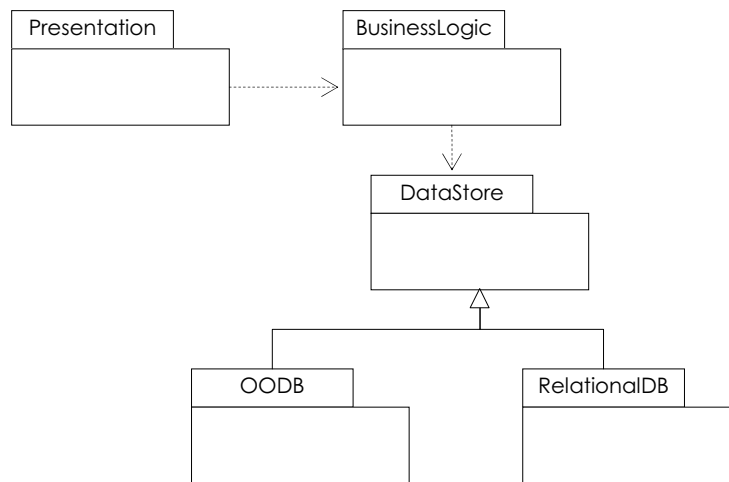 Presentation
BusinessLogic
DataStore
OODB
RelationalDB